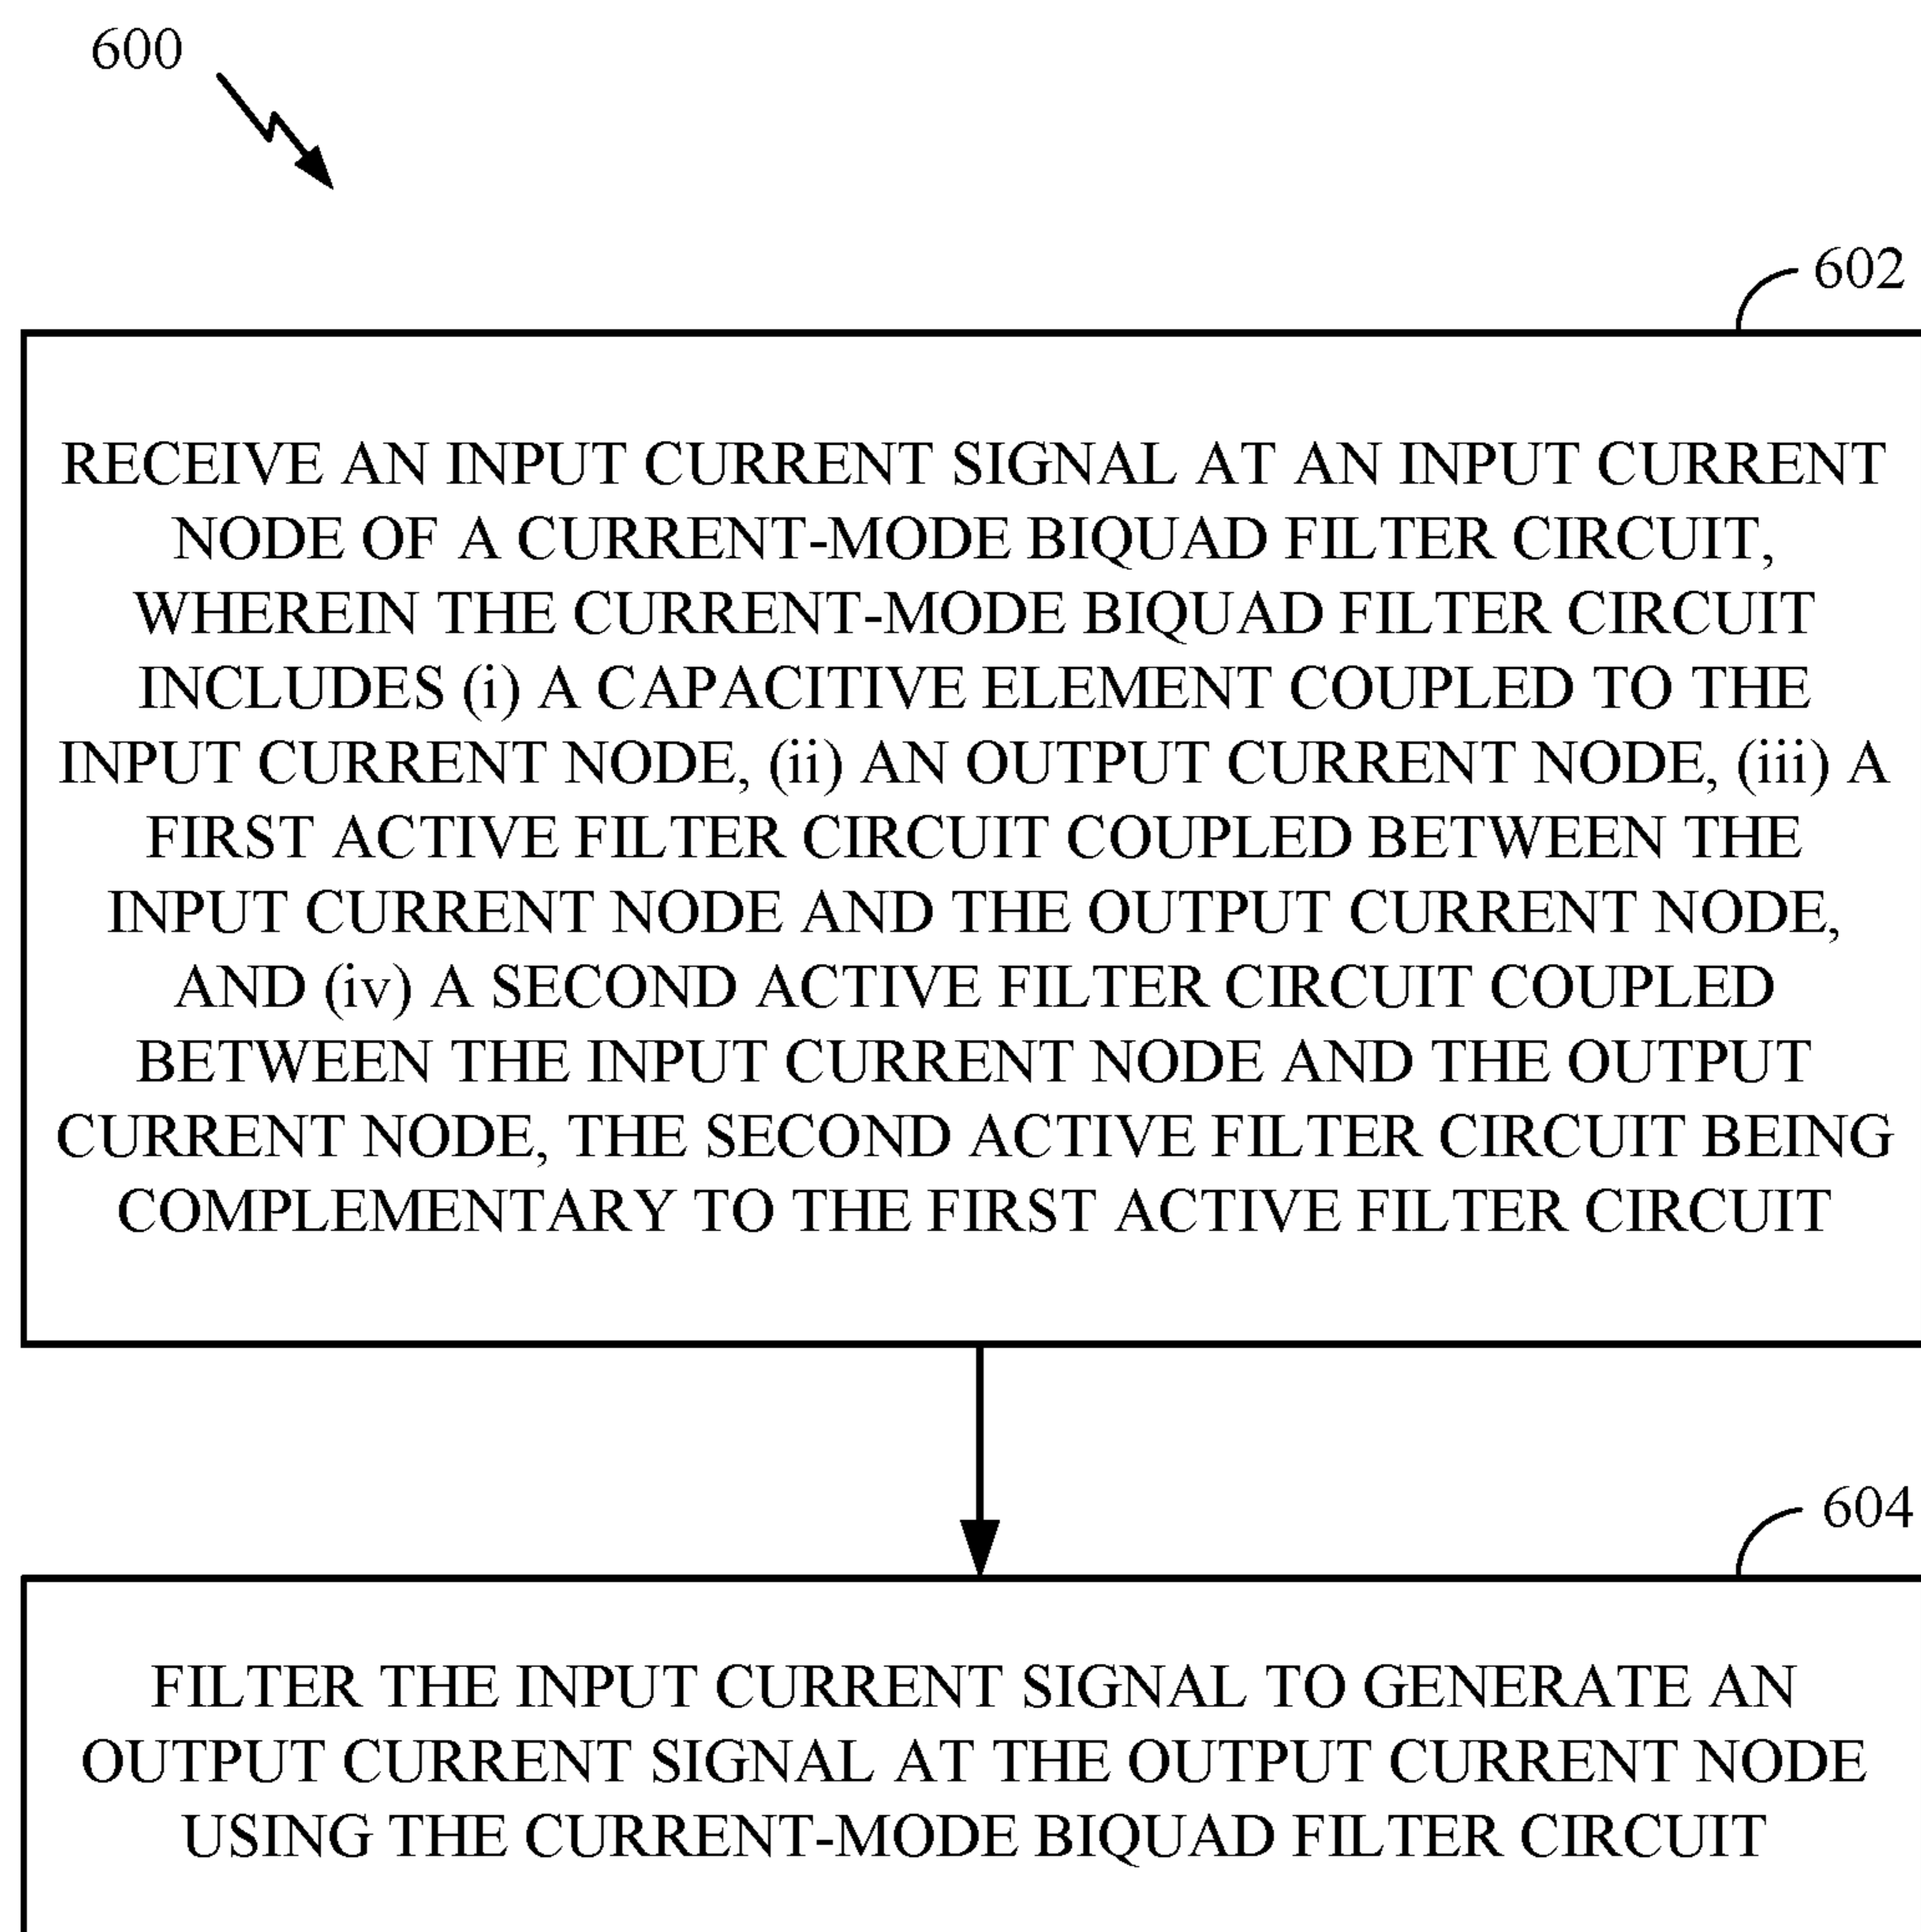 600
602
RECEIVE AN INPUT CURRENT SIGNAL AT AN INPUT CURRENT
NODE OF A CURRENT-MODE BIQUAD FILTER CIRCUIT,
WHEREIN THE CURRENT-MODE BIQUAD FILTER CIRCUIT
INCLUDES (i) A CAPACITIVE ELEMENT COUPLED TO THE
INPUT CURRENT NODE, (ii) AN OUTPUT CURRENT NODE, (iii) A
FIRST ACTIVE FILTER CIRCUIT COUPLED BETWEEN THE
INPUT CURRENT NODE AND THE OUTPUT CURRENT NODE,
AND (iv) A SECOND ACTIVE FILTER CIRCUIT COUPLED
BETWEEN THE INPUT CURRENT NODE AND THE OUTPUT
CURRENT NODE, THE SECOND ACTIVE FILTER CIRCUIT BEING
COMPLEMENTARY TO THE FIRST ACTIVE FILTER CIRCUIT
604
FILTER THE INPUT CURRENT SIGNAL TO GENERATE AN
OUTPUT CURRENT SIGNAL AT THE OUTPUT CURRENT NODE
USING THE CURRENT-MODE BIQUAD FILTER CIRCUIT